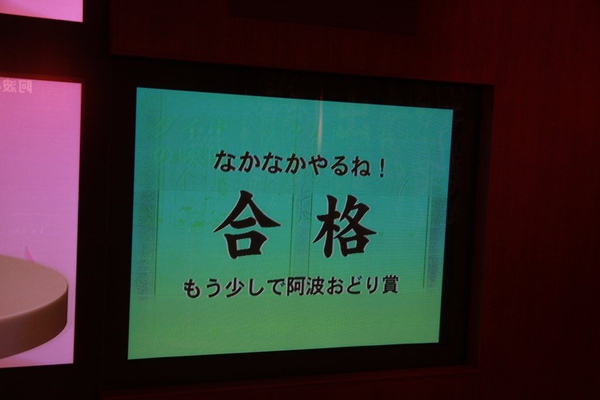 なかなかやるね！
合格
もう少しで阿波おどり賞